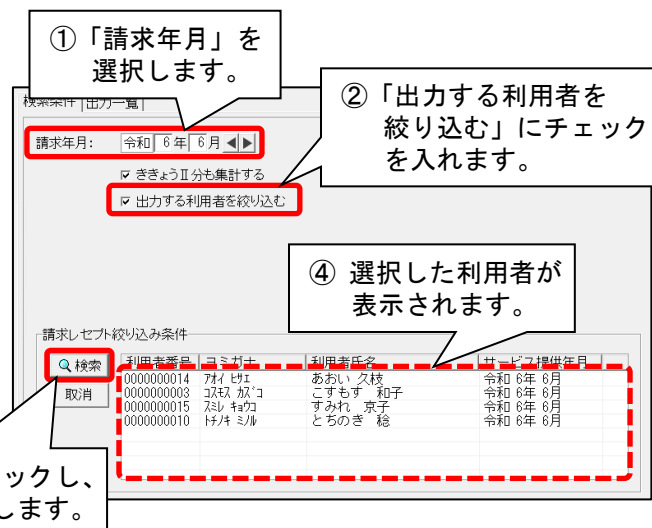 ①「請求年月」を
選択します。
②「出力する利用者を
絞り込む」にチェック
を入れます。
検索条件 出力一覧
請求年月: 令和 6年 6月
ききょうⅡ分も集計する
出力する利用者を絞り込む
④ 選択した利用者が
表示されます。
請求レセプト絞り込み条件
検索
取消
利用者番号 ヨミガナ 利用者氏名 サービス提供年月
0000000014 ｱｵｲ ﾋｻｴ あおい 久枝 令和 6年 6月
0000000003 ｺｽﾓｽ ｶｽﾞｺ こすもす 和子 令和 6年 6月
0000000015 ｽﾐﾚ ｷｮｳｺ すみれ 京子 令和 6年 6月
0000000010 ﾄﾁﾉｷ ﾐﾉﾙ とちのき 稔 令和 6年 6月
ックし、
します。